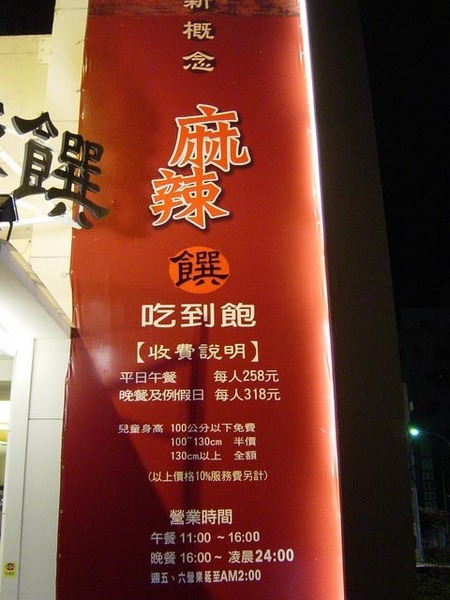 新概念
麻辣
饌
吃到飽
【收費說明】
平日午餐 每人258元
晚餐及例假日 每人318元
兒童身高 100公分以下免費
100~130cm 半價
130cm以上 全額
(以上價格10%服務費另計)
營業時間
午餐 11:00 ~ 16:00
晚餐 16:00 ~ 凌晨24:00
週五、六營業延至AM2:00
饌